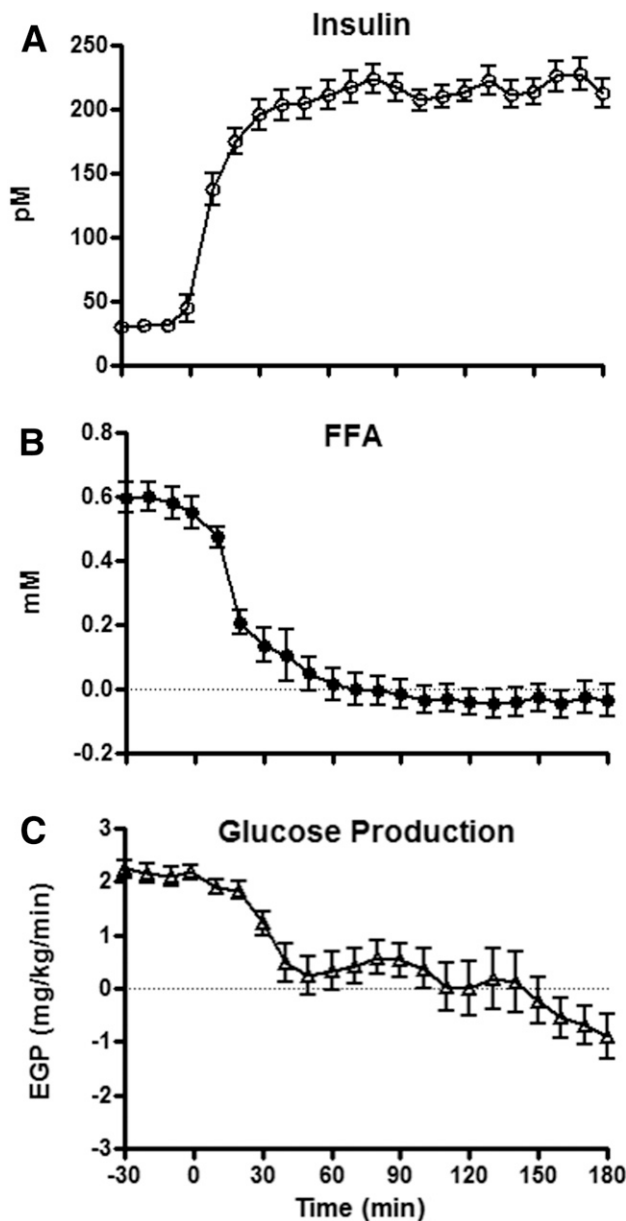 A
Insulin
250
200
150
100
50
0
pM
B
FFA
0.8
0.6
0.4
0.2
0.0
-0.2
mM
C
Glucose Production
3
2
1
0
-1
-2
-3
EGP (mg/kg/min)
-30 0 30 60 90 120 150 180
Time (min)